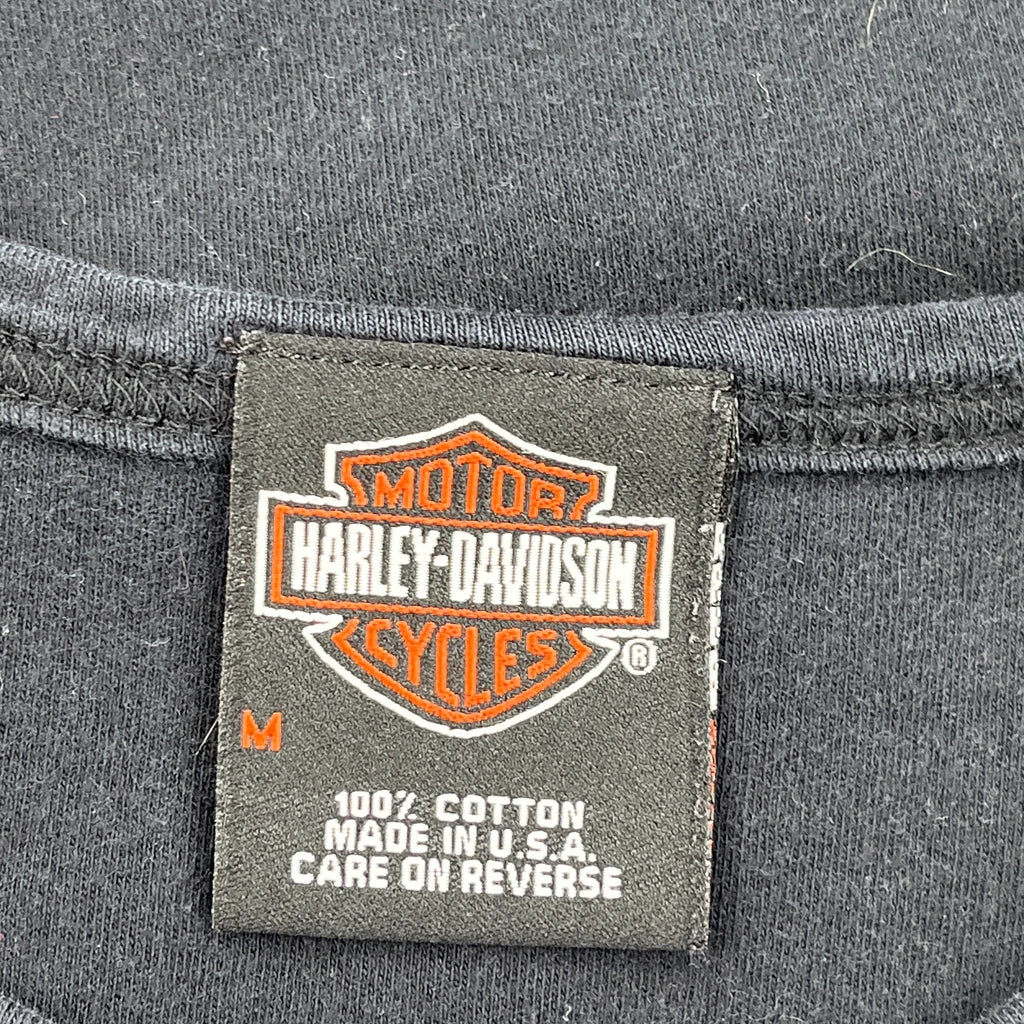 MOTOR
HARLEY-DAVIDSON
CYCLES
®
M
100% COTTON
MADE IN U.S.A.
CARE ON REVERSE